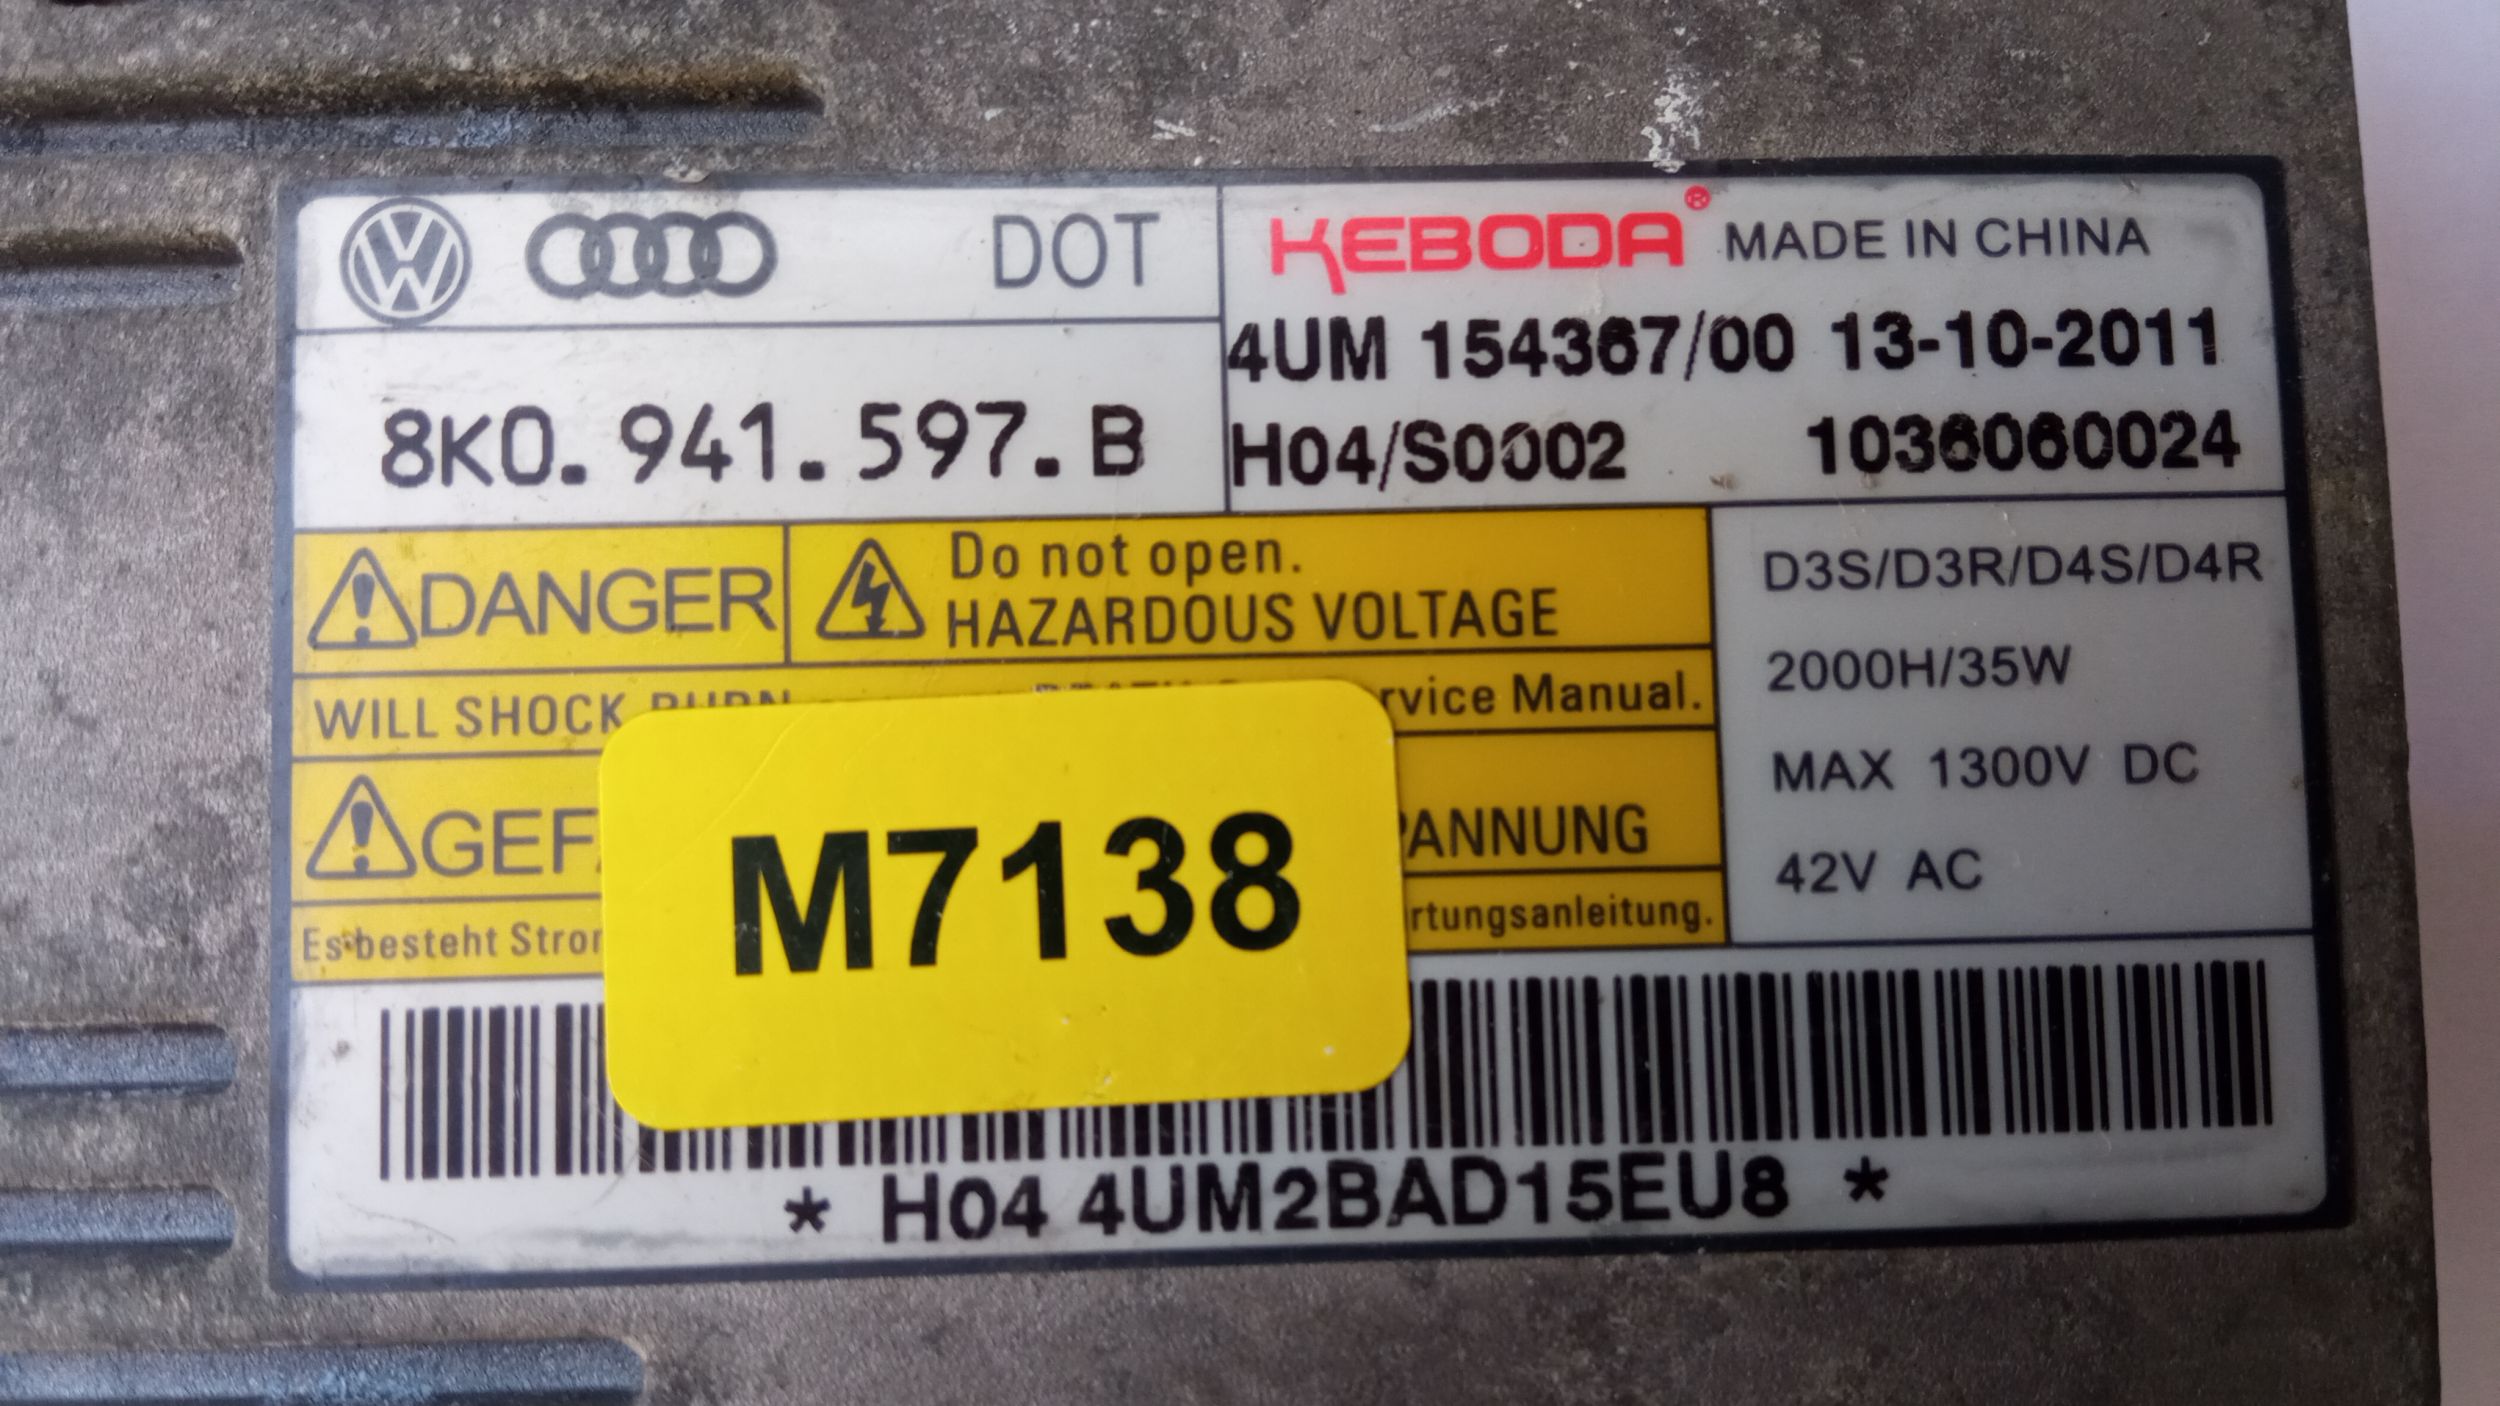 DOT
KEBODA® MADE IN CHINA
4UM 154367/00 13-10-2011
8K0.941.597.B
H04/S0002 1036060024
DANGER
Do not open.
HAZARDOUS VOLTAGE
D3S/D3R/D4S/D4R
2000H/35W
MAX 1300V DC
42V AC
WILL SHOCK BURN
Manual.
M7138
* H04 4UM2BAD15EU8 *
Es besteht